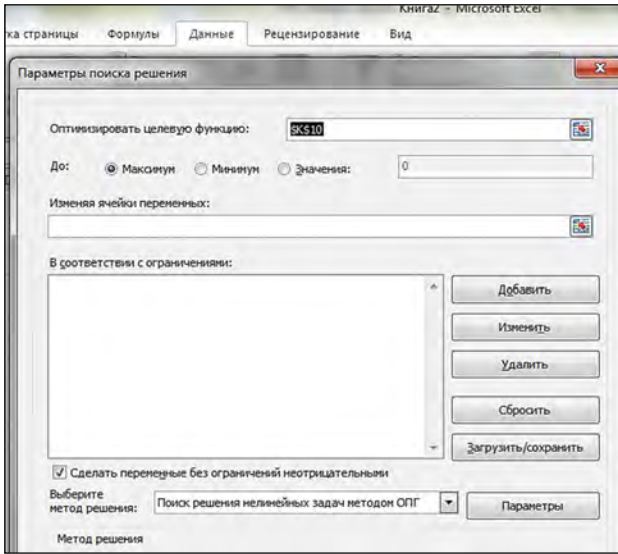 Книга2 - Microsoft Excel
ка страницы Формулы Данные Рецензирование Вид
Параметры поиска решения
Оптимизировать целевую функцию: $K$10
До: Максимум Минимум Значения: 0
Изменяя ячейки переменных:
В соответствии с ограничениями:
Добавить
Изменить
Удалить
Сбросить
Загрузить/сохранить
Сделать переменные без ограничений неотрицательными
Выберите
метод решения: Поиск решения нелинейных задач методом ОПГ Параметры
Метод решения